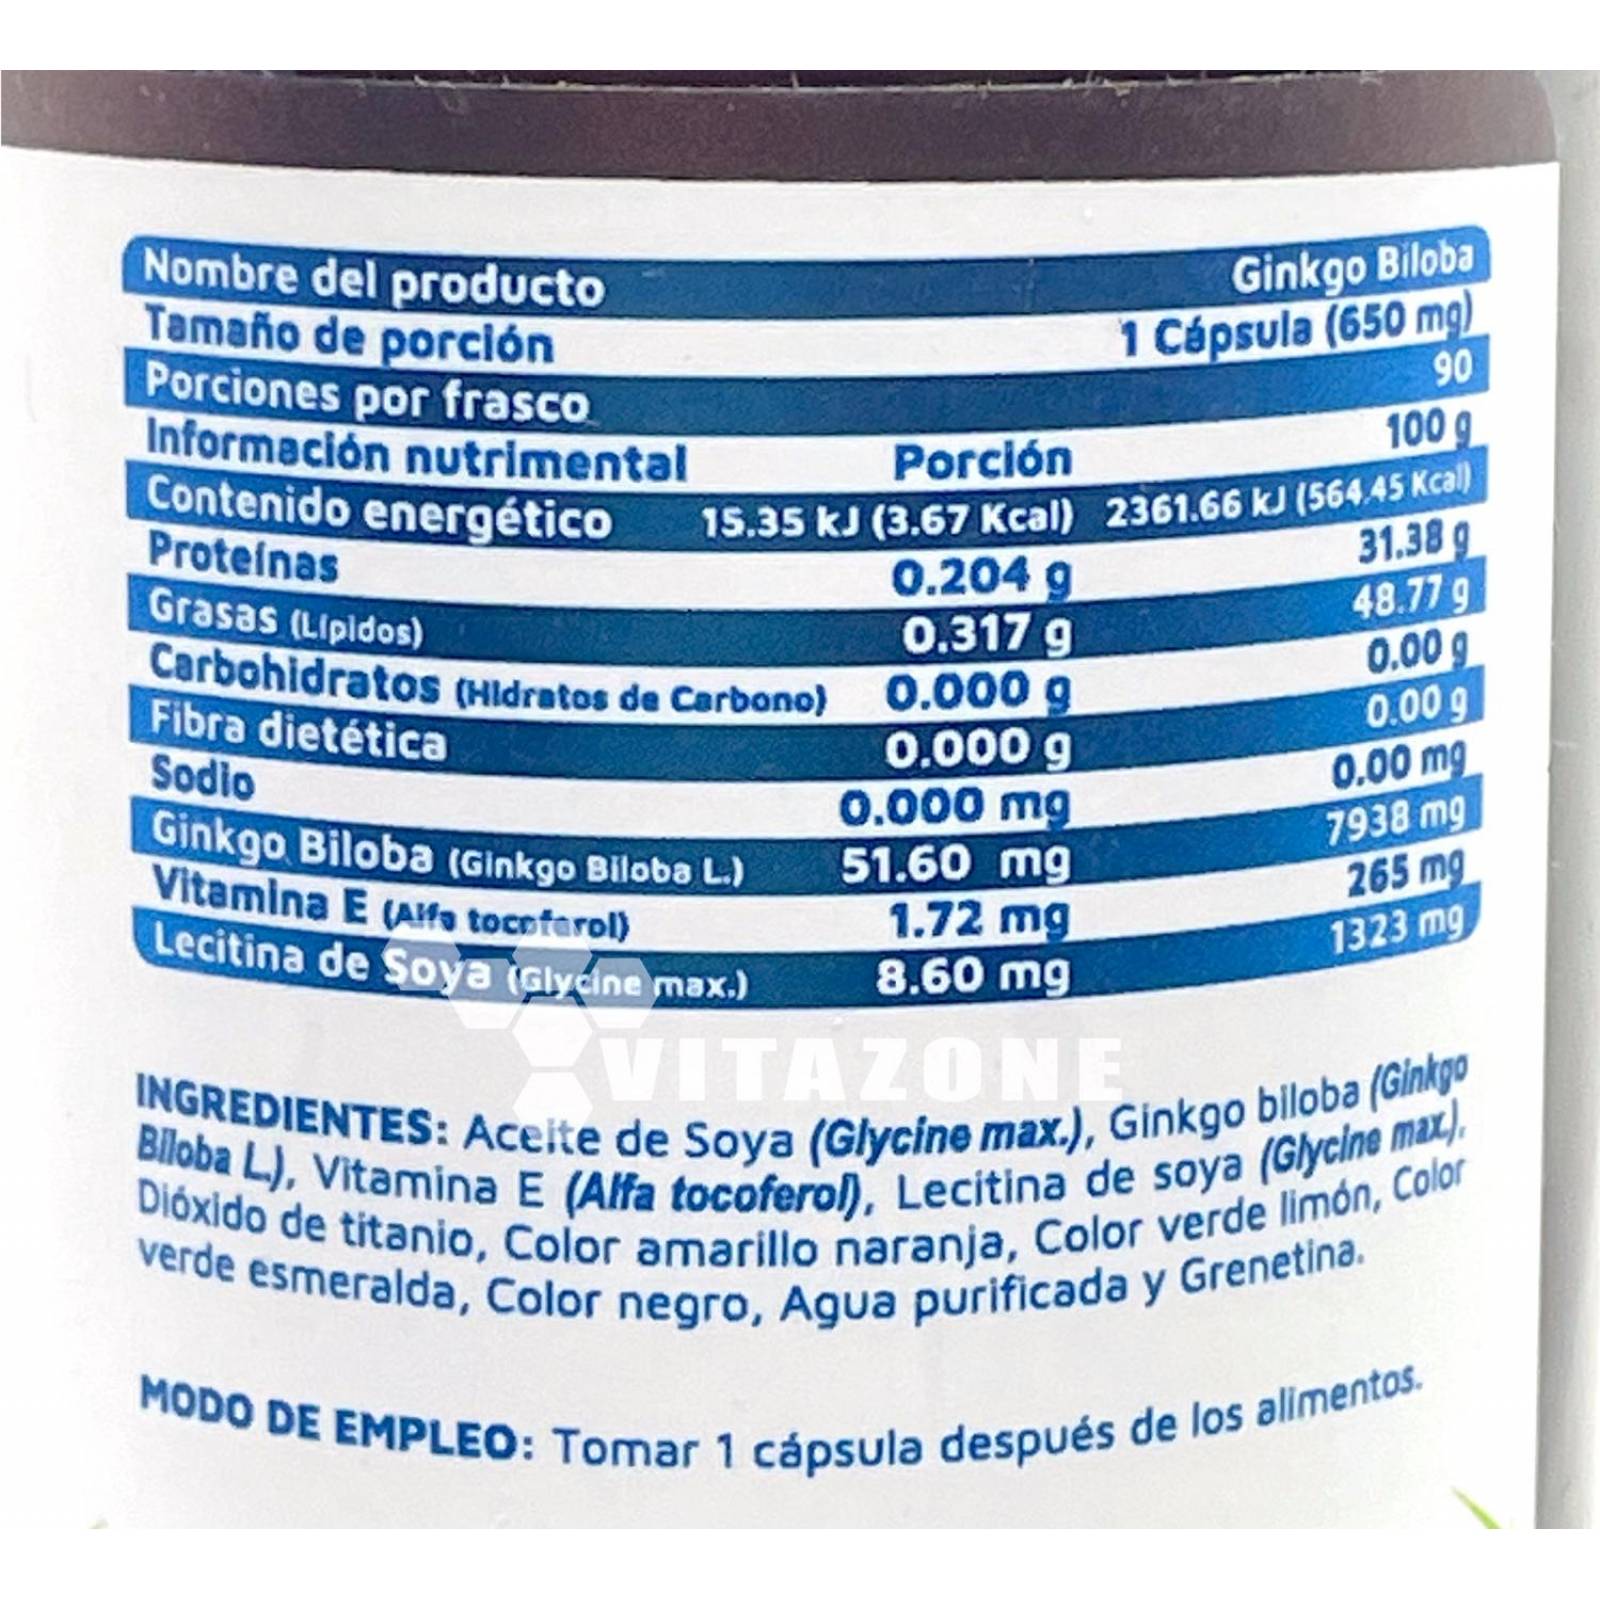 Nombre del producto Ginkgo Biloba
Tamaño de porción 1 Cápsula (650 mg)
Porciones por frasco 90
Información nutrimental Porción 100 g
Contenido energético 15.35 kJ (3.67 Kcal) 2361.66 kJ (564.45 Kcal)
Proteínas 0.204 g 31.38 g
Grasas (Lípidos) 0.317 g 48.77 g
Carbohidratos (Hidratos de Carbono) 0.000 g 0.00 g
Fibra dietética 0.000 g 0.00 g
Sodio 0.000 mg 0.00 mg
Ginkgo Biloba (Ginkgo Biloba L.) 51.60 mg 7938 mg
Vitamina E (Alfa tocoferol) 1.72 mg 265 mg
Lecitina de Soya (Glycine max.) 8.60 mg 1323 mg
VITAZONE
INGREDIENTES: Aceite de Soya (Glycine max.), Ginkgo biloba (Ginkgo
Biloba L.), Vitamina E (Alfa tocoferol), Lecitina de soya (Glycine max.).
Dióxido de titanio, Color amarillo naranja, Color verde limón, Color
verde esmeralda, Color negro, Agua purificada y Grenetina.
MODO DE EMPLEO: Tomar 1 cápsula después de los alimentos.